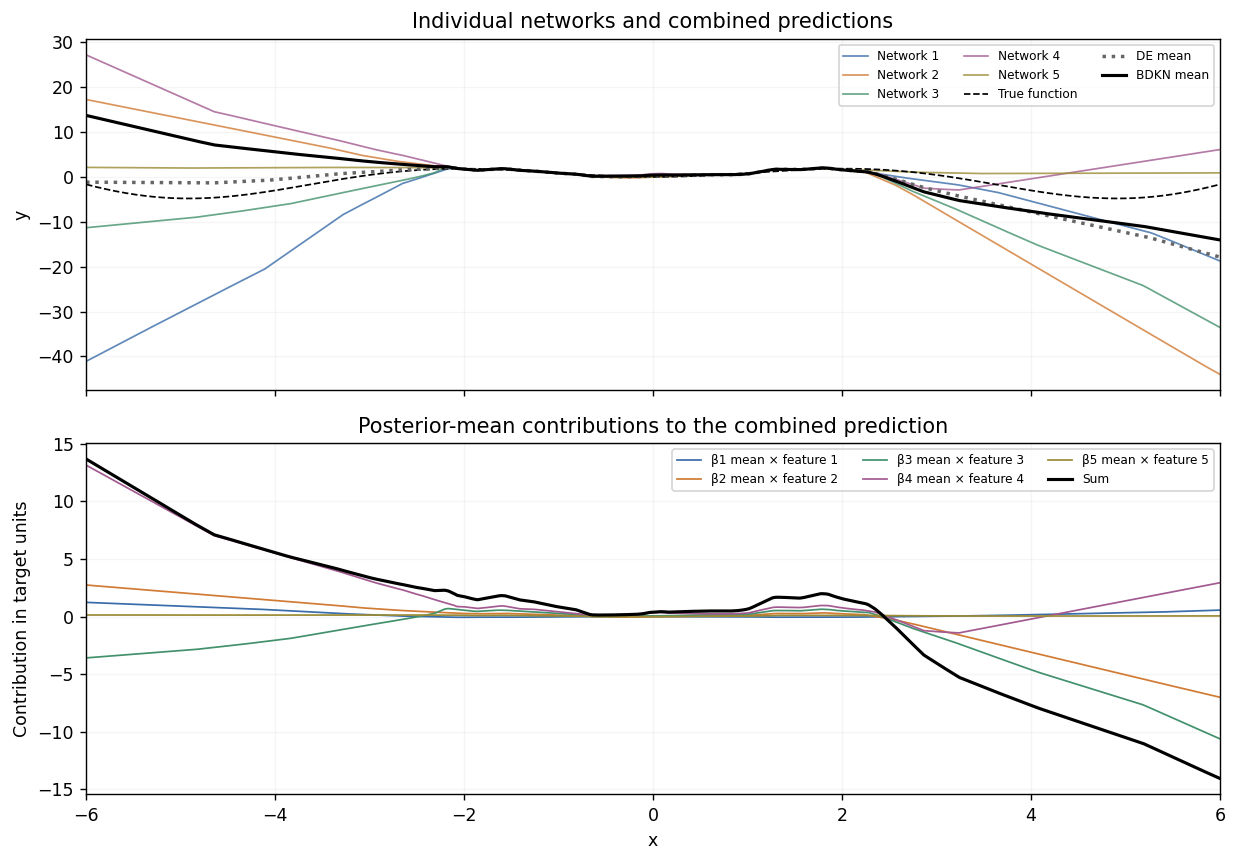 Individual networks and combined predictions
30
20
10
0
−10
−20
−30
−40
y
Network 1
Network 2
Network 3
Network 4
Network 5
True function
DE mean
BDKN mean
Posterior-mean contributions to the combined prediction
15
10
5
0
−5
−10
−15
Contribution in target units
β1 mean × feature 1
β2 mean × feature 2
β3 mean × feature 3
β4 mean × feature 4
β5 mean × feature 5
Sum
−6
−4
−2
0
2
4
6
x